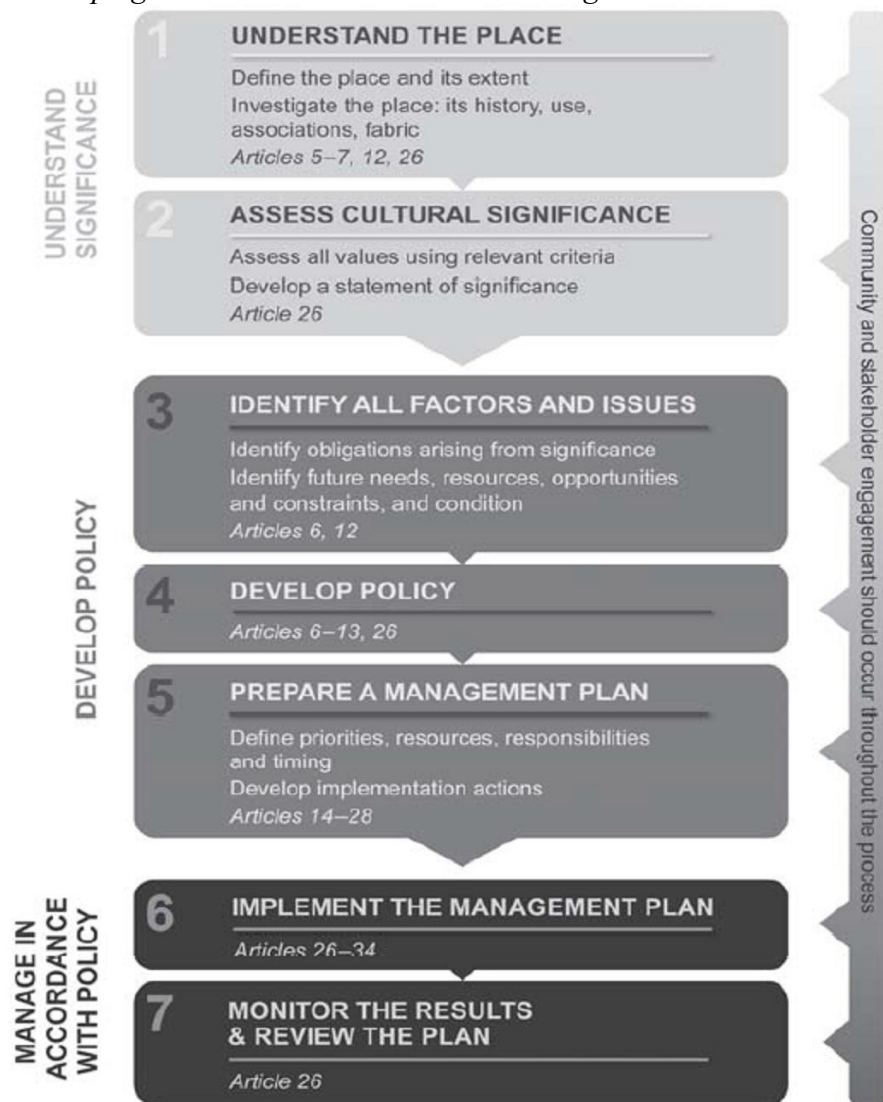 UNDERSTAND
SIGNIFICANCE
1
UNDERSTAND THE PLACE
Define the place and its extent
Investigate the place: its history, use,
associations, fabric
Articles 5–7, 12, 26
2
ASSESS CULTURAL SIGNIFICANCE
Assess all values using relevant criteria
Develop a statement of significance
Article 26
DEVELOP POLICY
3
IDENTIFY ALL FACTORS AND ISSUES
Identify obligations arising from significance
Identify future needs, resources, opportunities
and constraints, and condition
Articles 6, 12
4
DEVELOP POLICY
Articles 6–13, 26
5
PREPARE A MANAGEMENT PLAN
Define priorities, resources, responsibilities
and timing
Develop implementation actions
Articles 14–28
MANAGE IN
ACCORDANCE
WITH POLICY
6
IMPLEMENT THE MANAGEMENT PLAN
Articles 26–34
7
MONITOR THE RESULTS
& REVIEW THE PLAN
Article 26
Community and stakeholder engagement should occur throughout the process